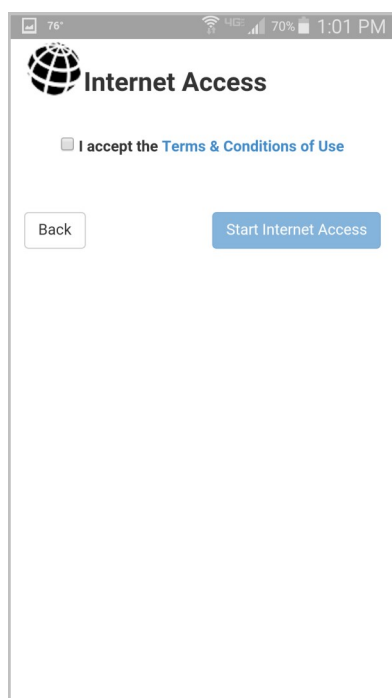 76° 4G 70% 1:01 PM
Internet Access
I accept the Terms & Conditions of Use
Back Start Internet Access